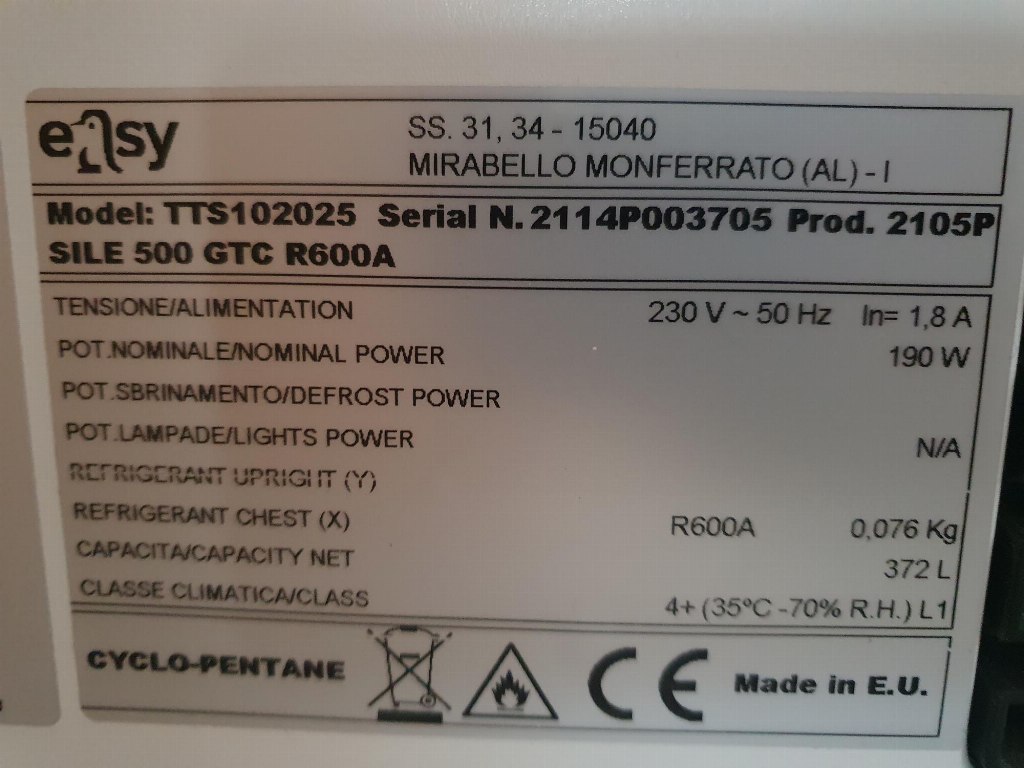 easy
SS. 31, 34 - 15040
MIRABELLO MONFERRATO (AL) - I
Model: TTS102025 Serial N. 2114P003705 Prod. 2105P
SILE 500 GTC R600A
TENSIONE/ALIMENTATION 230 V ~ 50 Hz In= 1,8 A
POT.NOMINALE/NOMINAL POWER 190 W
POT.SBRINAMENTO/DEFROST POWER
POT.LAMPADE/LIGHTS POWER N/A
REFRIGERANT UPRIGHT (Y)
REFRIGERANT CHEST (X) R600A 0,076 Kg
CAPACITA/CAPACITY NET 372 L
CLASSE CLIMATICA/CLASS 4+ (35°C -70% R.H.) L1
CYCLO-PENTANE CE Made in E.U.